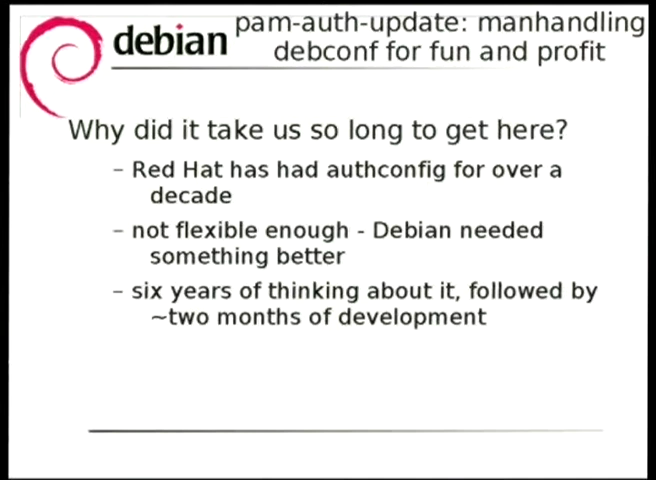 debian
pam-auth-update: manhandling
debconf for fun and profit
Why did it take us so long to get here?
– Red Hat has had authconfig for over a
decade
– not flexible enough - Debian needed
something better
– six years of thinking about it, followed by
~two months of development